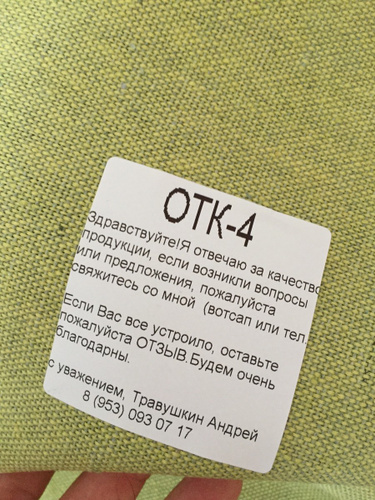 ОТК-4
Здравствуйте!Я отвечаю за качество
продукции, если возникли вопросы
или предложения, пожалуйста
свяжитесь со мной (вотсап или тел.
Если Вас все устроило, оставьте
пожалуйста ОТЗЫВ.Будем очень
благодарны.
с уважением, Травушкин Андрей
8 (953) 093 07 17